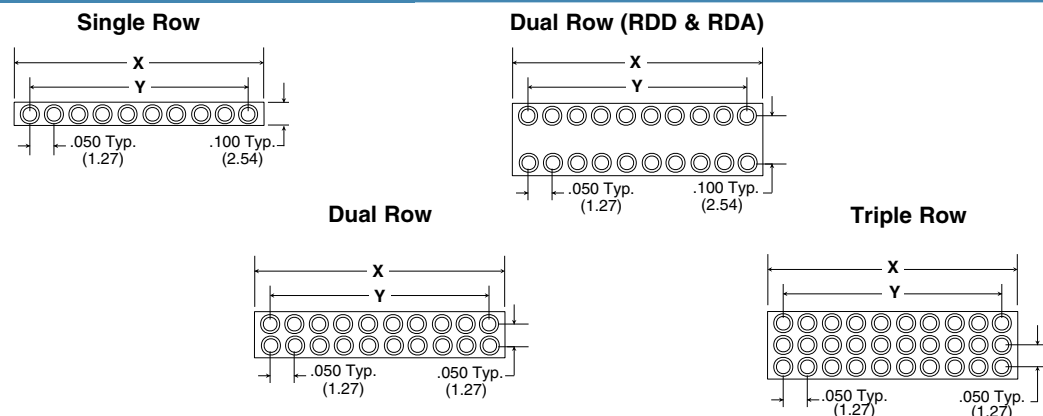 Single Row
X
Y
.050 Typ.
(1.27)
.100 Typ.
(2.54)
Dual Row (RDD & RDA)
X
Y
.050 Typ.
(1.27)
.100 Typ.
(2.54)
Dual Row
X
Y
.050 Typ.
(1.27)
.050 Typ.
(1.27)
Triple Row
X
Y
.050 Typ.
(1.27)
.050 Typ.
(1.27)